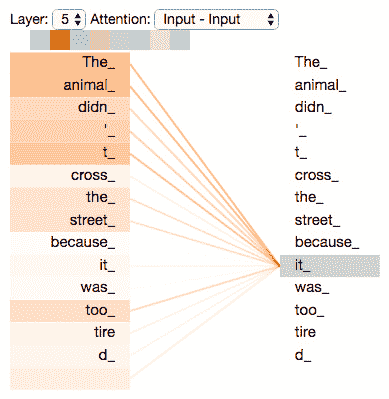 Layer: 5 Attention: Input - Input
The_ The_
animal_ animal_
didn_ didn_
'_ '_
t_ t_
cross_ cross_
the_ the_
street_ street_
because_ because_
it_ it_
was_ was_
too_ too_
tire tire
d_ d_